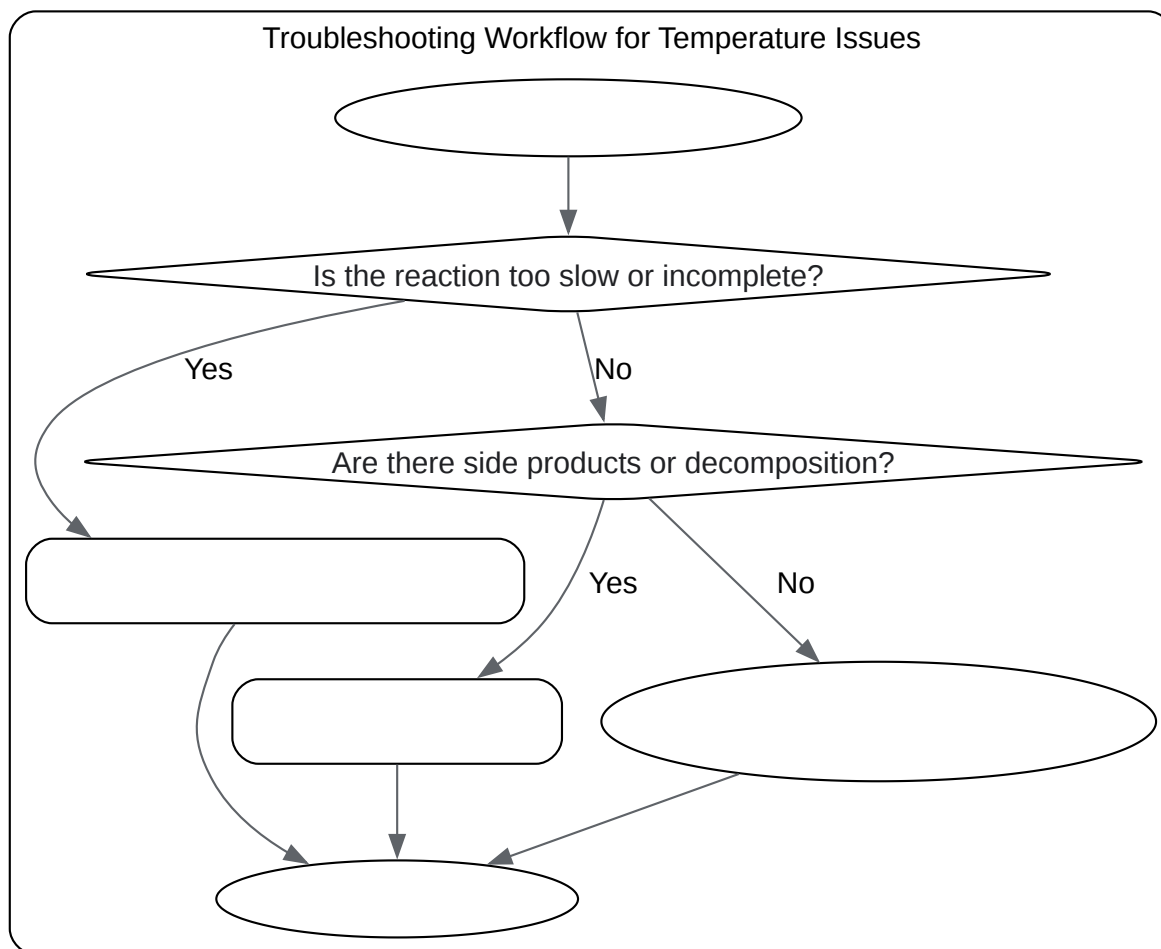 Troubleshooting Workflow for Temperature Issues
Is the reaction too slow or incomplete?
Yes
No
Are there side products or decomposition?
Yes
No